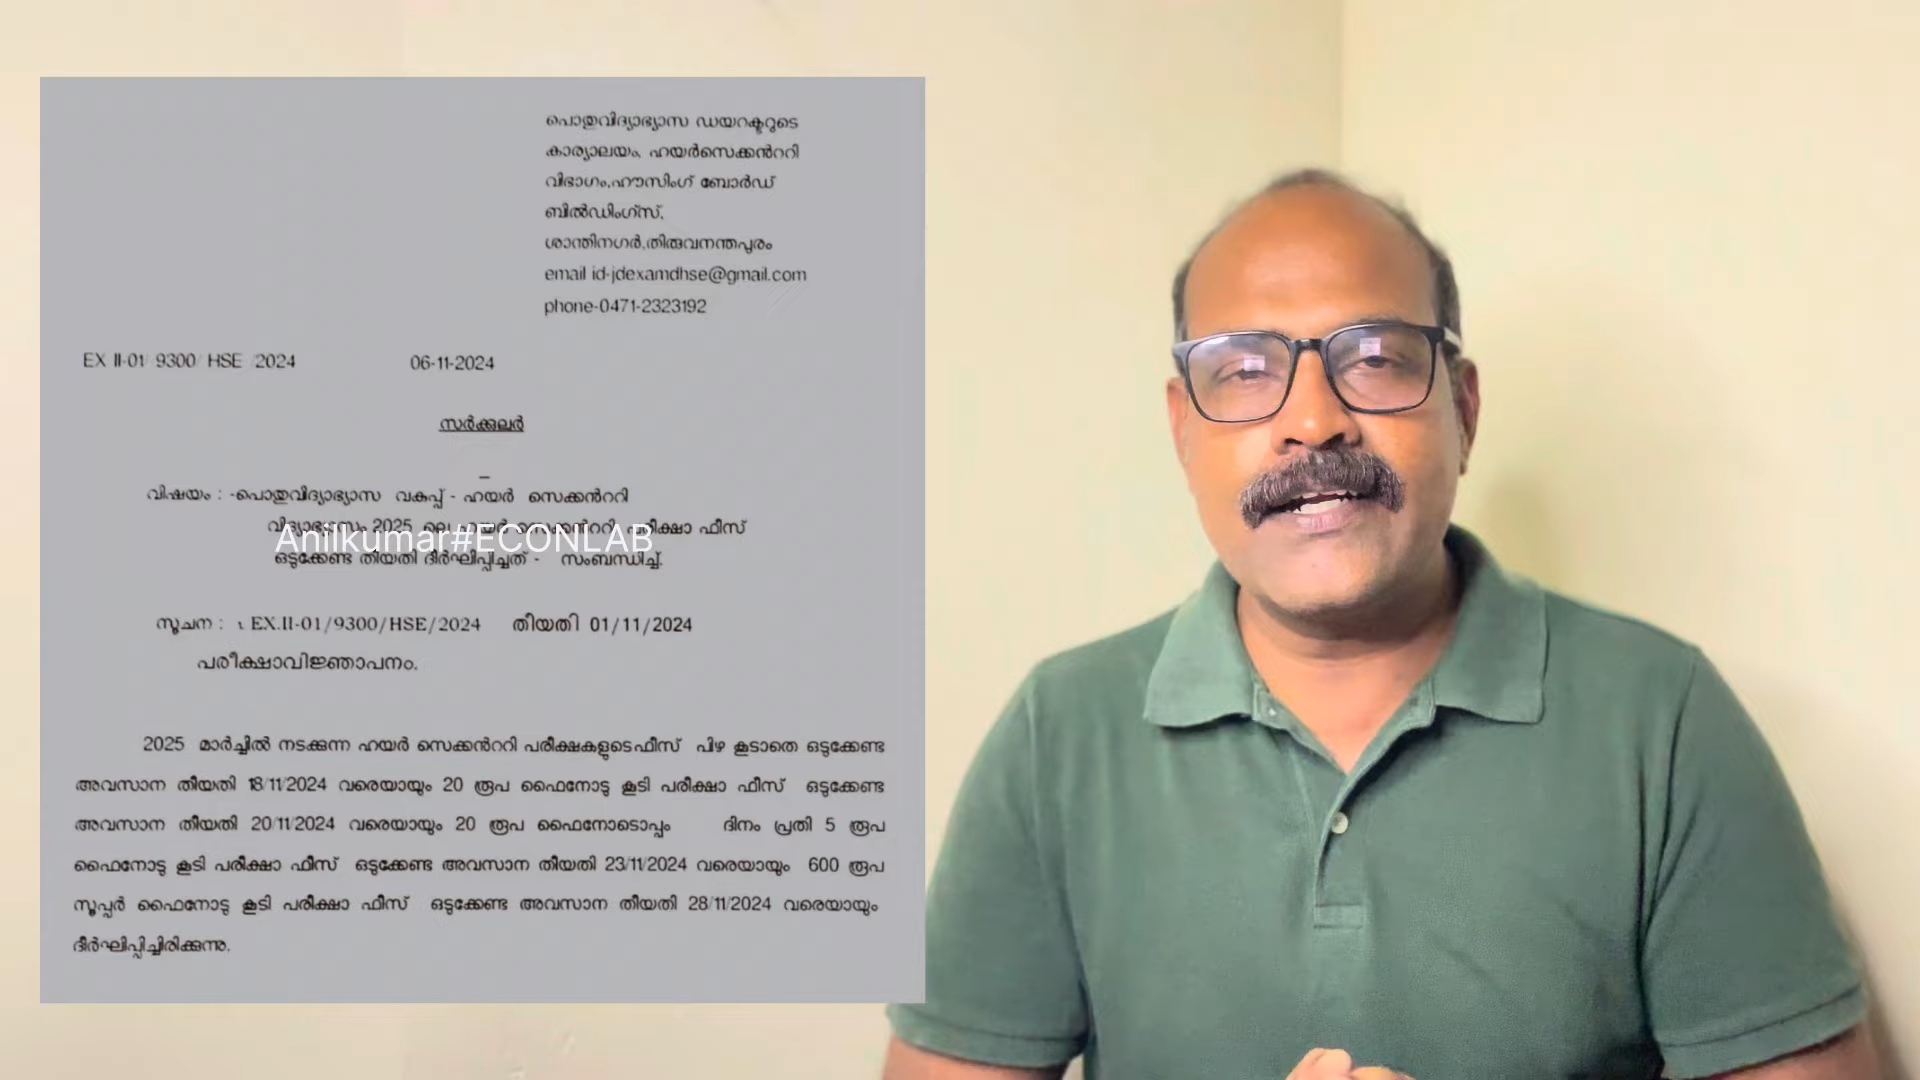 പൊതുവിദ്യാഭ്യാസ ഡയറക്ടറുടെ
കാര്യാലയം, ഹയർസെക്കൻററി
വിഭാഗം,ഹൗസിംഗ് ബോർഡ്
ബിൽഡിംഗ്സ്,
ശാന്തിനഗർ,തിരുവനന്തപുരം
email id-jdexamdhse@gmail.com
phone-0471-2323192
EX II-01/ 9300/ HSE /2024 06-11-2024
സർക്കുലർ
വിഷയം : -പൊതുവിദ്യാഭ്യാസ വകുപ്പ് - ഹയർ സെക്കൻററി
വിദ്യാഭ്യാസം 2025 ലെ ഹയർ സെക്കൻററി പരീക്ഷാ ഫീസ്
Anilkumar#ECONLAB
ഒടുക്കേണ്ട തിയതി ദീർഘിപ്പിച്ചത് - സംബന്ധിച്ച്.
സൂചന : 1. EX.II-01/9300/HSE/2024 തീയതി 01/11/2024
പരീക്ഷാവിജ്ഞാപനം.
2025 മാർച്ചിൽ നടക്കുന്ന ഹയർ സെക്കൻററി പരീക്ഷകളുടെഫീസ് പിഴ കൂടാതെ ഒടുക്കേണ്ട
അവസാന തീയതി 18/11/2024 വരെയായും 20 രൂപ ഫൈനോടു കൂടി പരീക്ഷാ ഫീസ് ഒടുക്കേണ്ട
അവസാന തീയതി 20/11/2024 വരെയായും 20 രൂപ ഫൈനോടൊപ്പം ദിനം പ്രതി 5 രൂപ
ഫൈനോടു കൂടി പരീക്ഷാ ഫീസ് ഒടുക്കേണ്ട അവസാന തീയതി 23/11/2024 വരെയായും 600 രൂപ
സൂപ്പർ ഫൈനോടു കൂടി പരീക്ഷാ ഫീസ് ഒടുക്കേണ്ട അവസാന തീയതി 28/11/2024 വരെയായും
ദീർഘിപ്പിച്ചിരിക്കുന്നു.